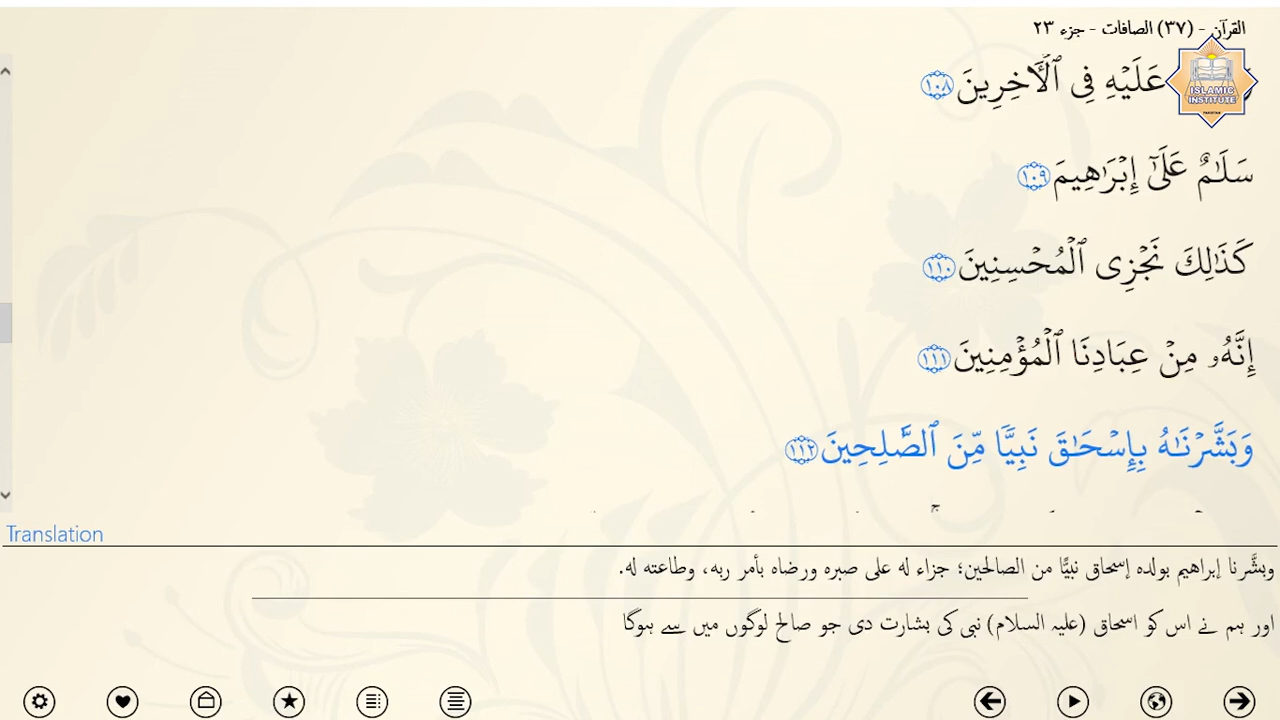 القرآن - (٣٧) الصافات - جزء ٢٣
عَلَيْهِ فِى ٱلْـَٔاخِرِينَ ١٠٨
ISLAMIC
INSTITUTE
سَلَـٰمٌ عَلَىٰٓ إِبْرَٰهِيمَ ١٠٩
كَذَٰلِكَ نَجْزِى ٱلْمُحْسِنِينَ ١١٠
إِنَّهُۥ مِنْ عِبَادِنَا ٱلْمُؤْمِنِينَ ١١١
وَبَشَّرْنَـٰهُ بِإِسْحَـٰقَ نَبِيًّا مِّنَ ٱلصَّـٰلِحِينَ ١١٢
Translation
وبشَّرنا إبراهيم بولده إسحاق نبيًّا من الصالحين؛ جزاء له على صبره ورضاه بأمر ربه، وطاعته له.
اور ہم نے اس کو اسحاق (علیہ السلام) نبی کی بشارت دی جو صالح لوگوں میں سے ہوگا